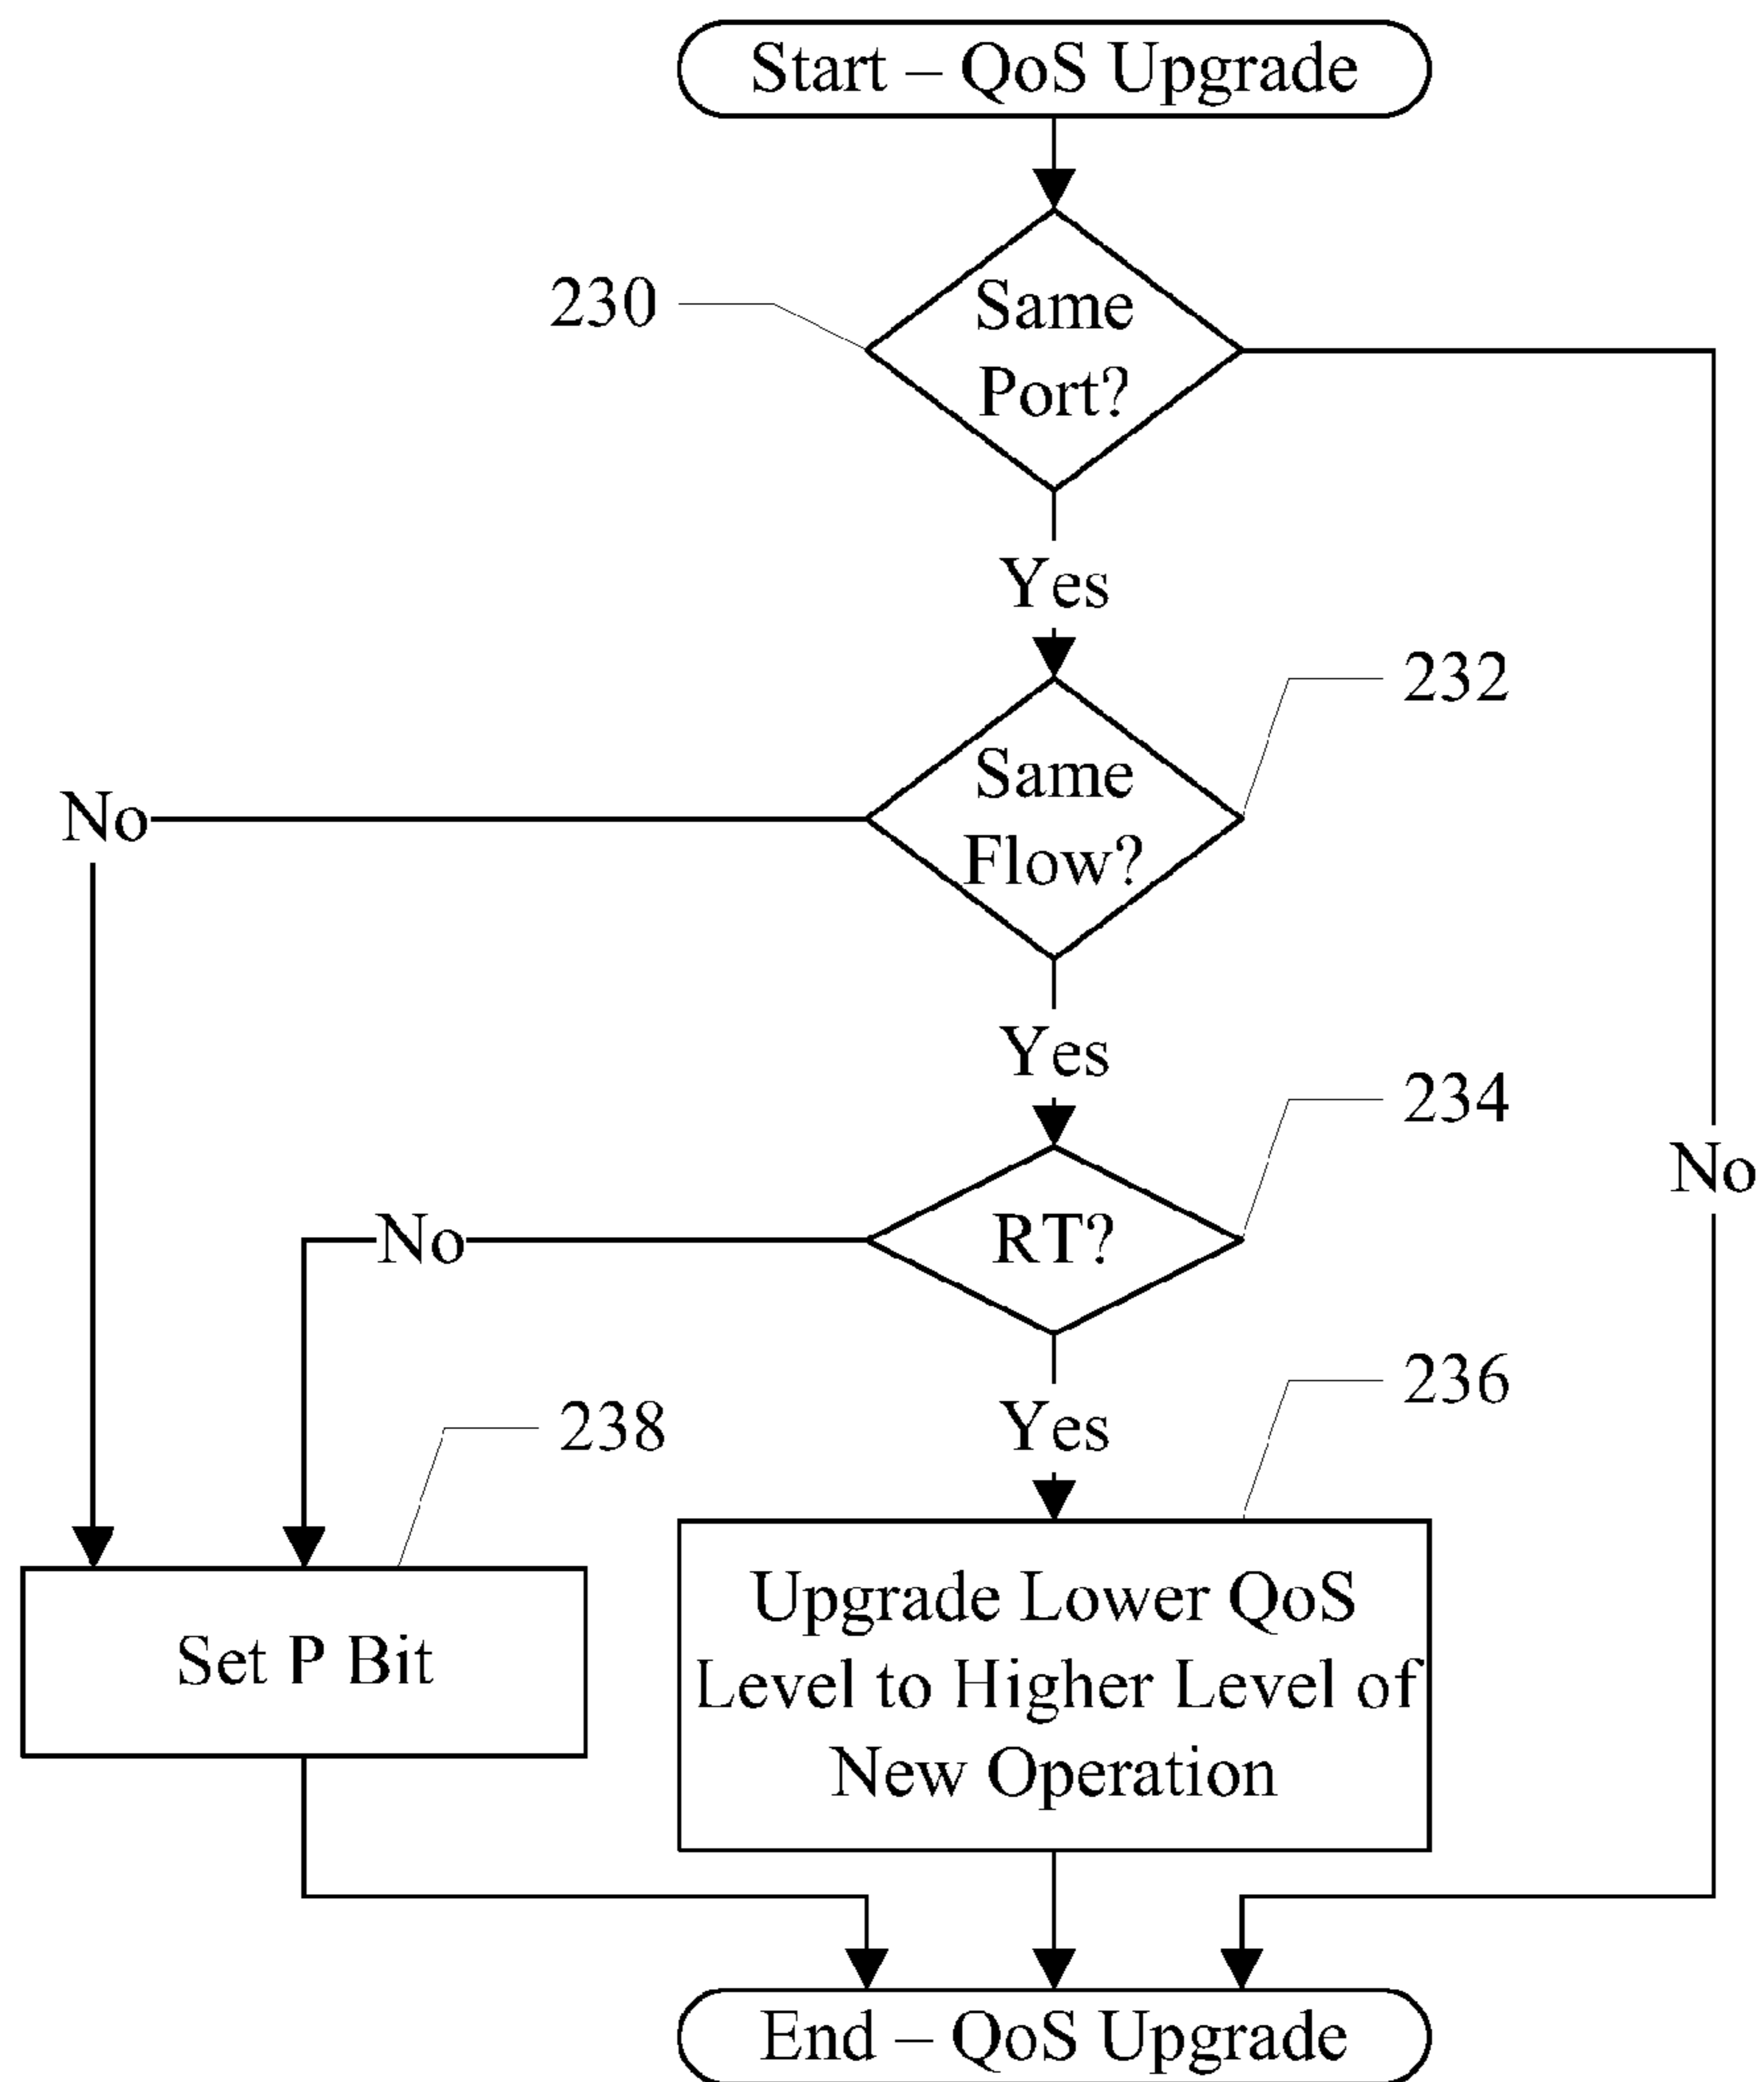 Start – QoS Upgrade
230
Same
Port?
Yes
232
Same
Flow?
No
Yes
234
No
RT?
No
236
Yes
238
Upgrade Lower QoS
Level to Higher Level of
New Operation
Set P Bit
End – QoS Upgrade